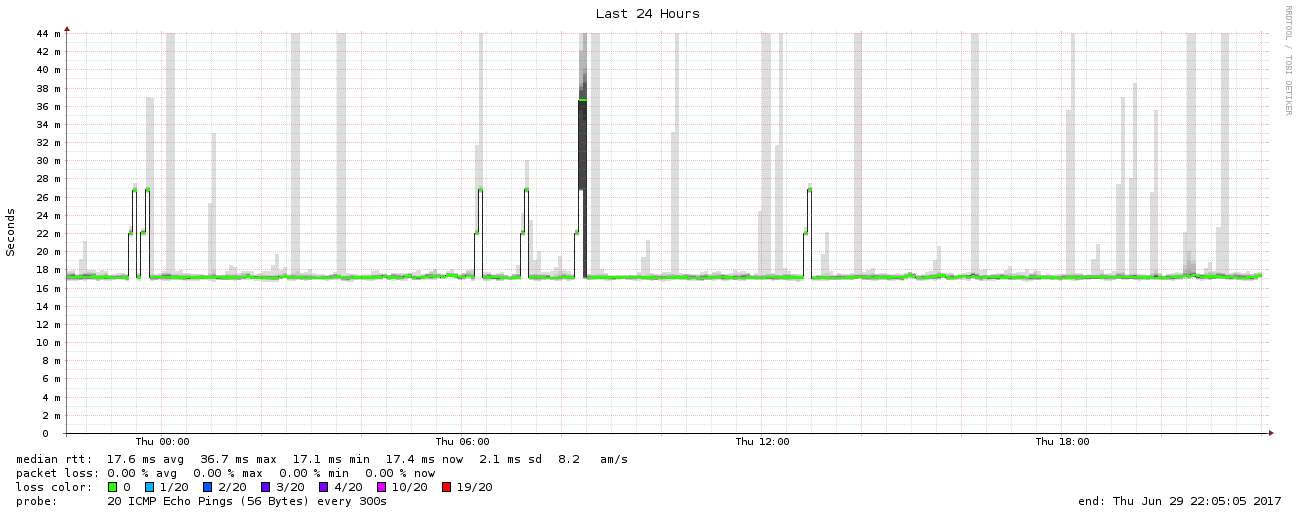 Last 24 Hours
RRDTOOL / TOBI OETIKER
Seconds
44 m
42 m
40 m
38 m
36 m
34 m
32 m
30 m
28 m
26 m
24 m
22 m
20 m
18 m
16 m
14 m
12 m
10 m
8 m
6 m
4 m
2 m
0
Thu 00:00 Thu 06:00 Thu 12:00 Thu 18:00
median rtt: 17.6 ms avg 36.7 ms max 17.1 ms min 17.4 ms now 2.1 ms sd 8.2 am/s
packet loss: 0.00 % avg 0.00 % max 0.00 % min 0.00 % now
loss color: 0 1/20 2/20 3/20 4/20 10/20 19/20
probe: 20 ICMP Echo Pings (56 Bytes) every 300s end: Thu Jun 29 22:05:05 2017